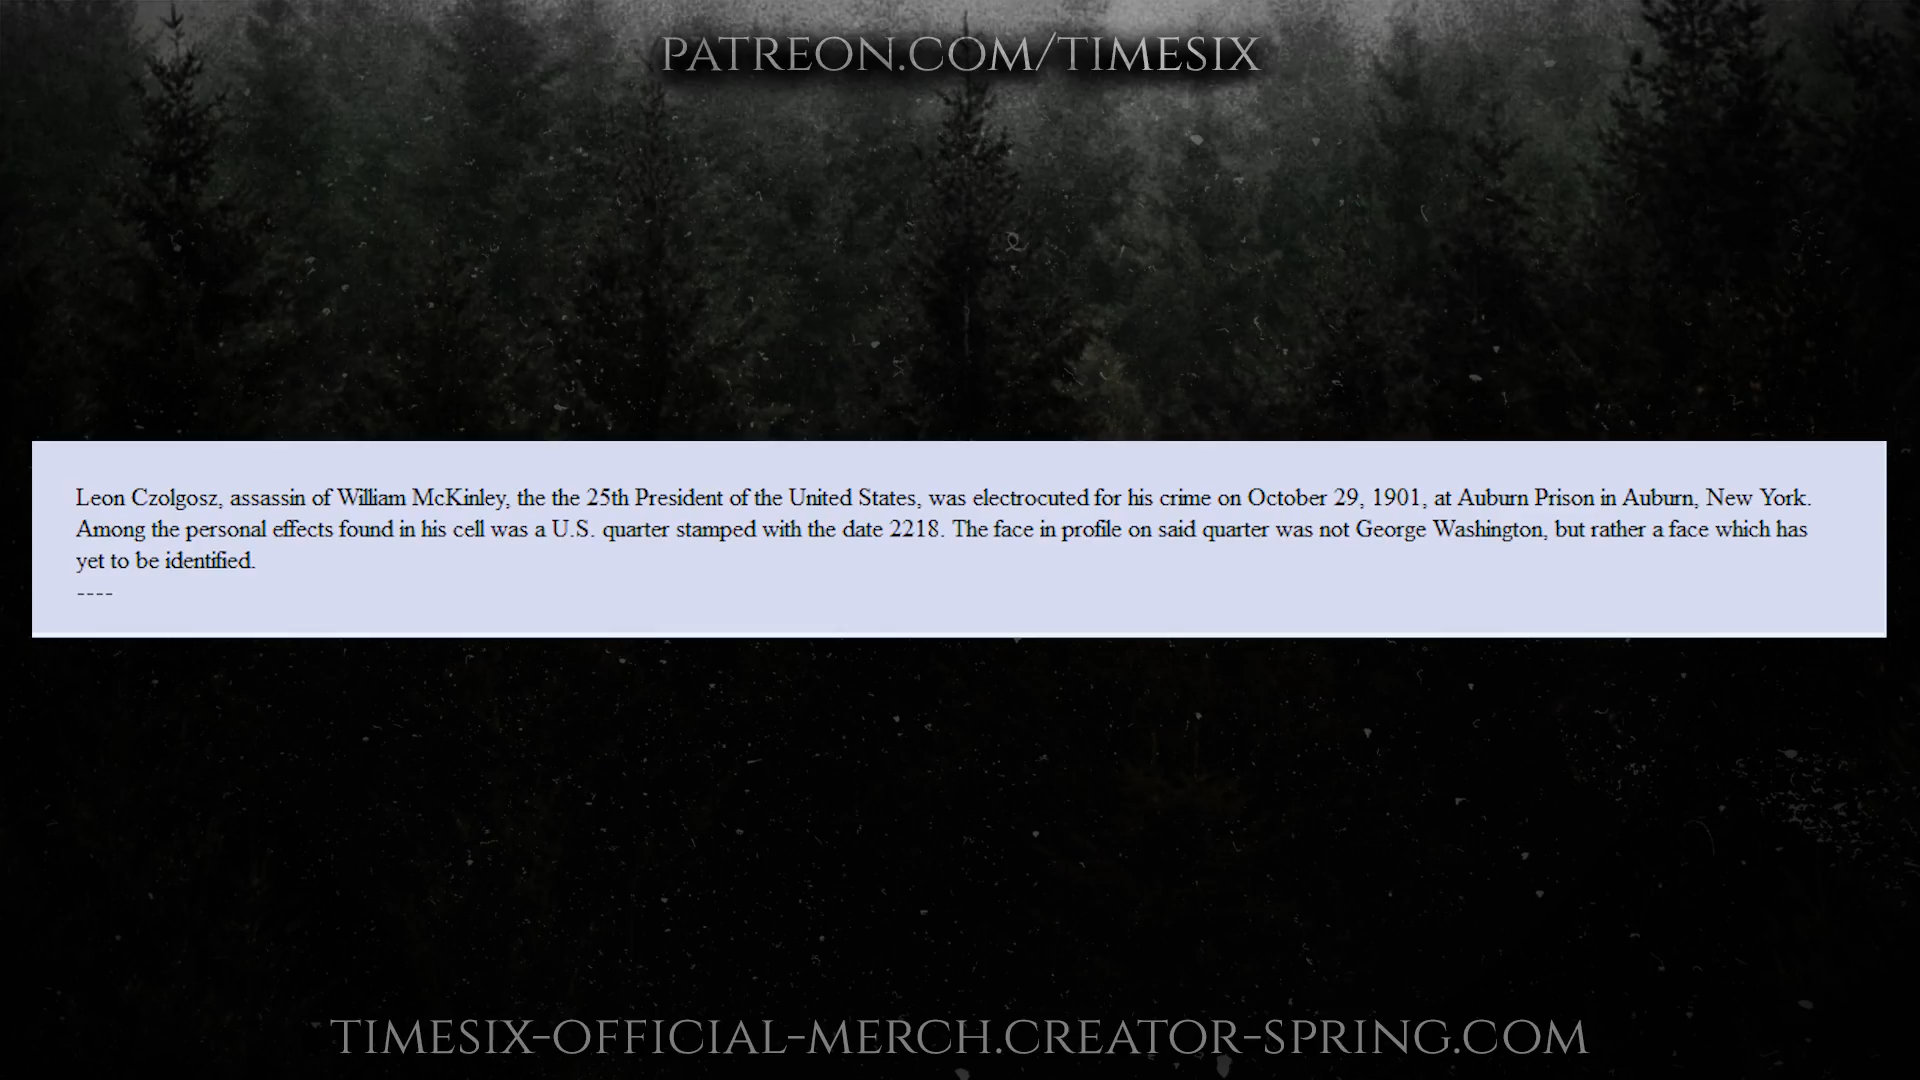 PATREON.COM/TIMESIX
Leon Czolgosz, assassin of William McKinley, the the 25th President of the United States, was electrocuted for his crime on October 29, 1901, at Auburn Prison in Auburn, New York.
Among the personal effects found in his cell was a U.S. quarter stamped with the date 2218. The face in profile on said quarter was not George Washington, but rather a face which has
yet to be identified.
----
TIMESIX-OFFICIAL-MERCH.CREATOR-SPRING.COM